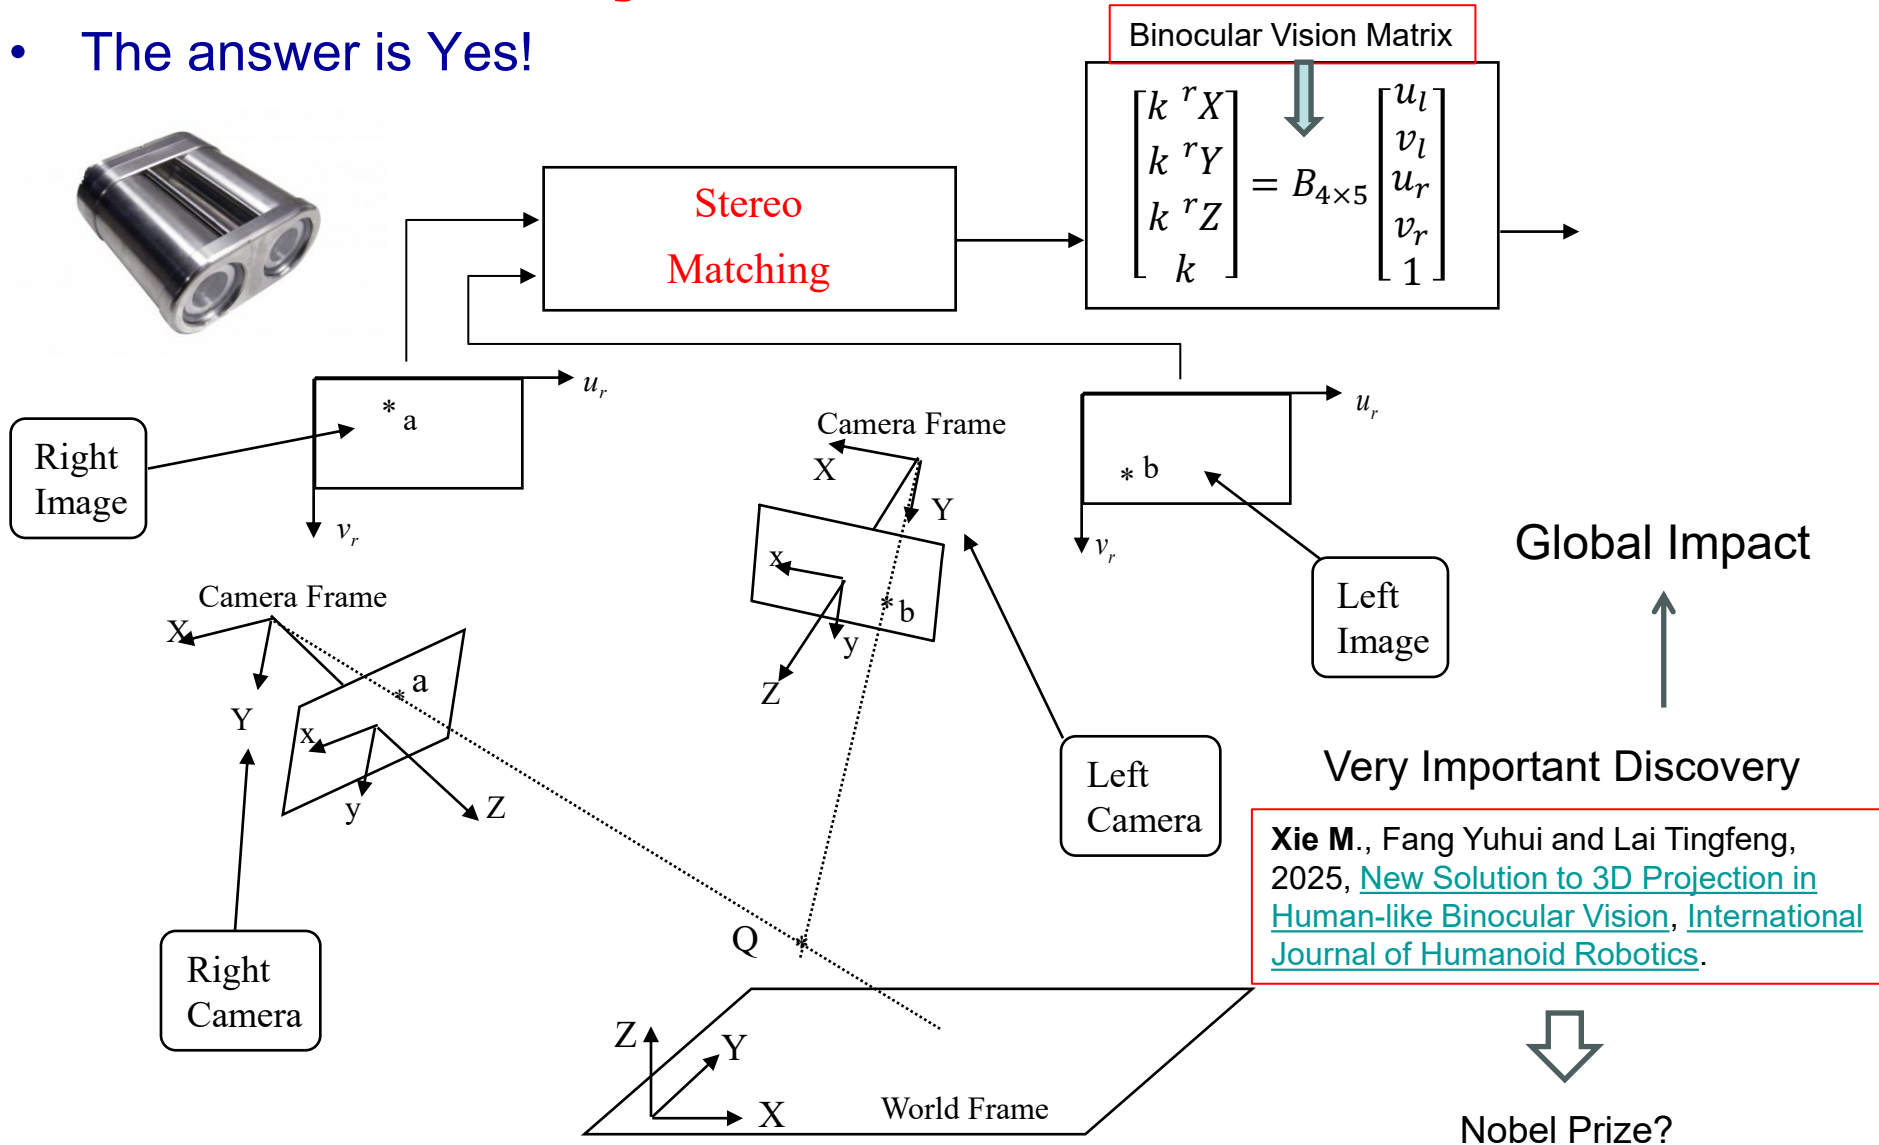 • The answer is Yes!
Binocular Vision Matrix
[k ʳX
k ʳY
k ʳZ
k] = B₄ₓ₅ [uₗ
vₗ
uᵣ
vᵣ
1]
Stereo
Matching
uᵣ
* a
vᵣ
Right
Image
Camera Frame
X
Y
x
y
Z
* b
uᵣ
* b
vᵣ
Left
Image
Global Impact
Camera Frame
X
Y
x
y
Z
* a
Left
Camera
Very Important Discovery
Xie M., Fang Yuhui and Lai Tingfeng,
2025, New Solution to 3D Projection in
Human-like Binocular Vision, International
Journal of Humanoid Robotics.
Q *
Right
Camera
Z
Y
X
World Frame
Nobel Prize?